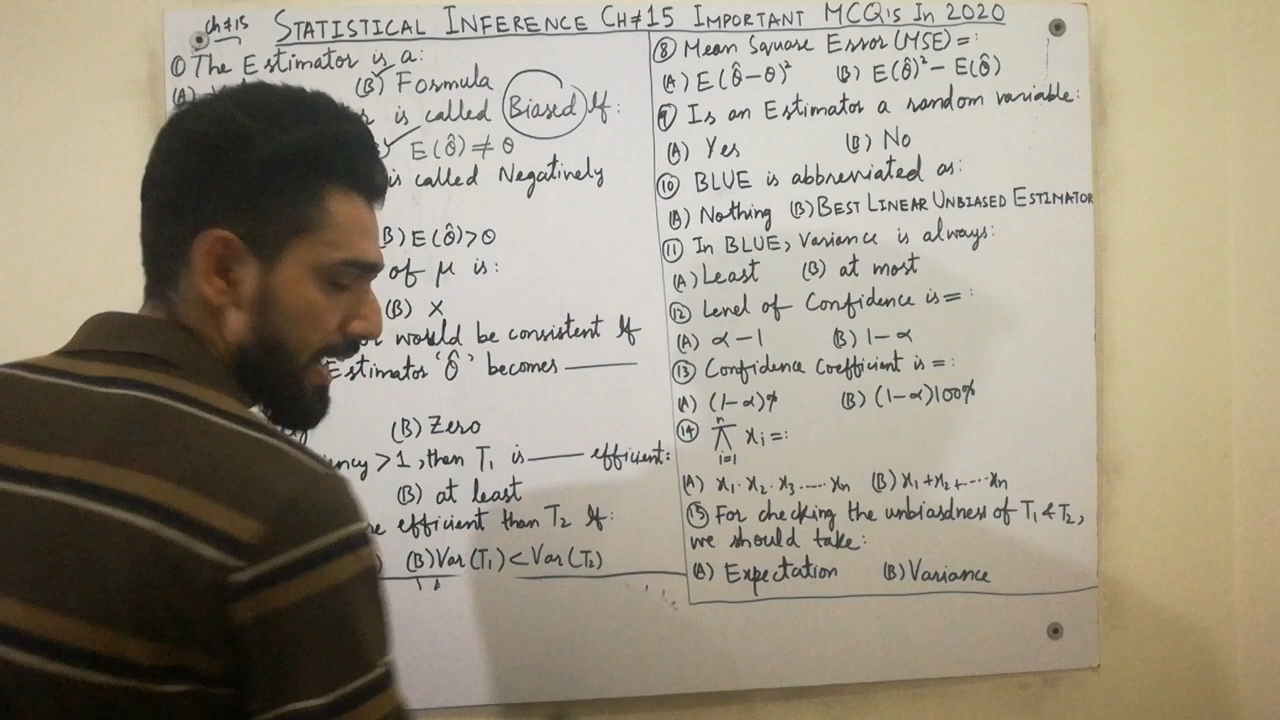 Ch#15
STATISTICAL INFERENCE CH#15 IMPORTANT MCQ'S IN 2020
① The Estimator is a:
(A) (B) Formula
is called Biased If:
E(θ̂) ≠ θ
is called Negatively
B) E(θ̂) > θ
of μ is:
(B) X
would be consistent If
Estimator 'θ̂' becomes ____
(B) Zero
>1, then T₁ is ____ efficient:
(B) at least
efficient than T₂ If:
(B) Var(T₁) < Var(T₂)
⑧ Mean Square Error (MSE) =:
(A) E(θ̂-θ)² (B) E(θ̂)² - E(θ̂)
⑨ Is an Estimator a random variable:
(A) Yes (B) No
⑩ BLUE is abbreviated as:
(A) Nothing (B) BEST LINEAR UNBIASED ESTIMATOR
⑪ In BLUE, Variance is always:
(A) Least (B) at most
⑫ Level of Confidence is =:
(A) α-1 (B) 1-α
⑬ Confidence Coefficient is =:
(A) (1-α)% (B) (1-α)100%
⑭ n π i=1 xi =:
(A) x₁·x₂·x₃.....xn (B) x₁+x₂+...xn
⑮ For checking the unbiasdness of T₁ & T₂,
we should take:
(A) Expectation (B) Variance